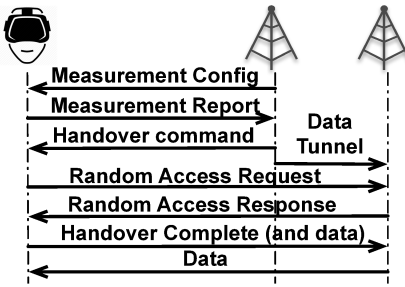 Measurement Config
Measurement Report
Handover command
Data
Tunnel
Random Access Request
Random Access Response
Handover Complete (and data)
Data